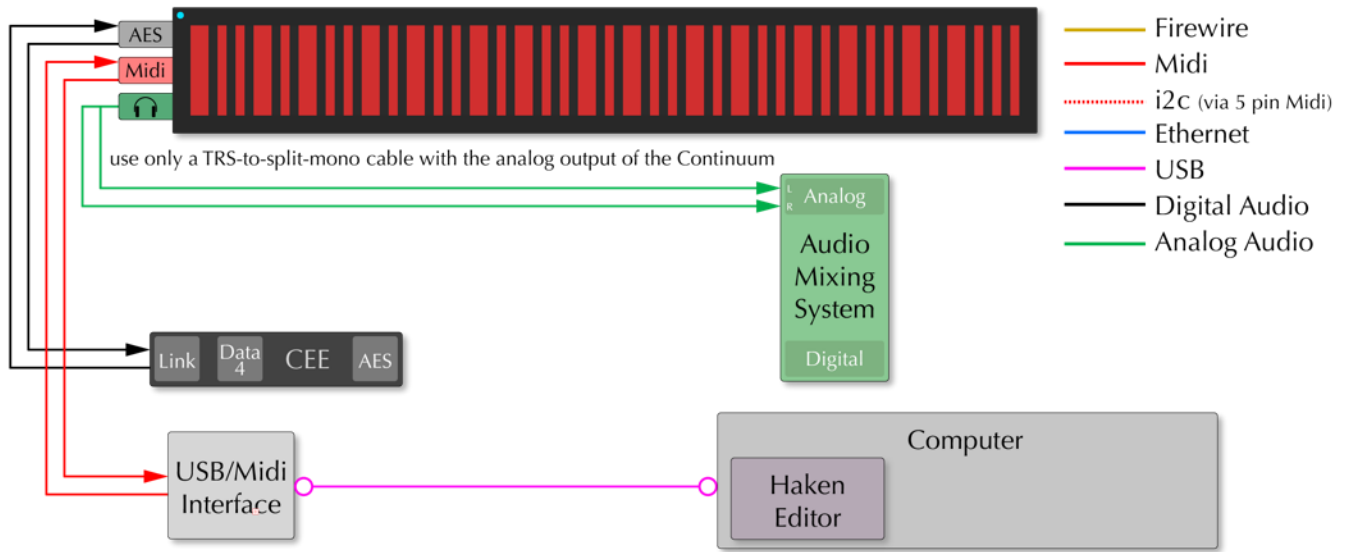 AES
Midi
use only a TRS-to-split-mono cable with the analog output of the Continuum
L
R
Analog
Audio
Mixing
System
Digital
Link
Data
4
CEE
AES
USB/Midi
Interface
Computer
Haken
Editor
Firewire
Midi
i2c (via 5 pin Midi)
Ethernet
USB
Digital Audio
Analog Audio